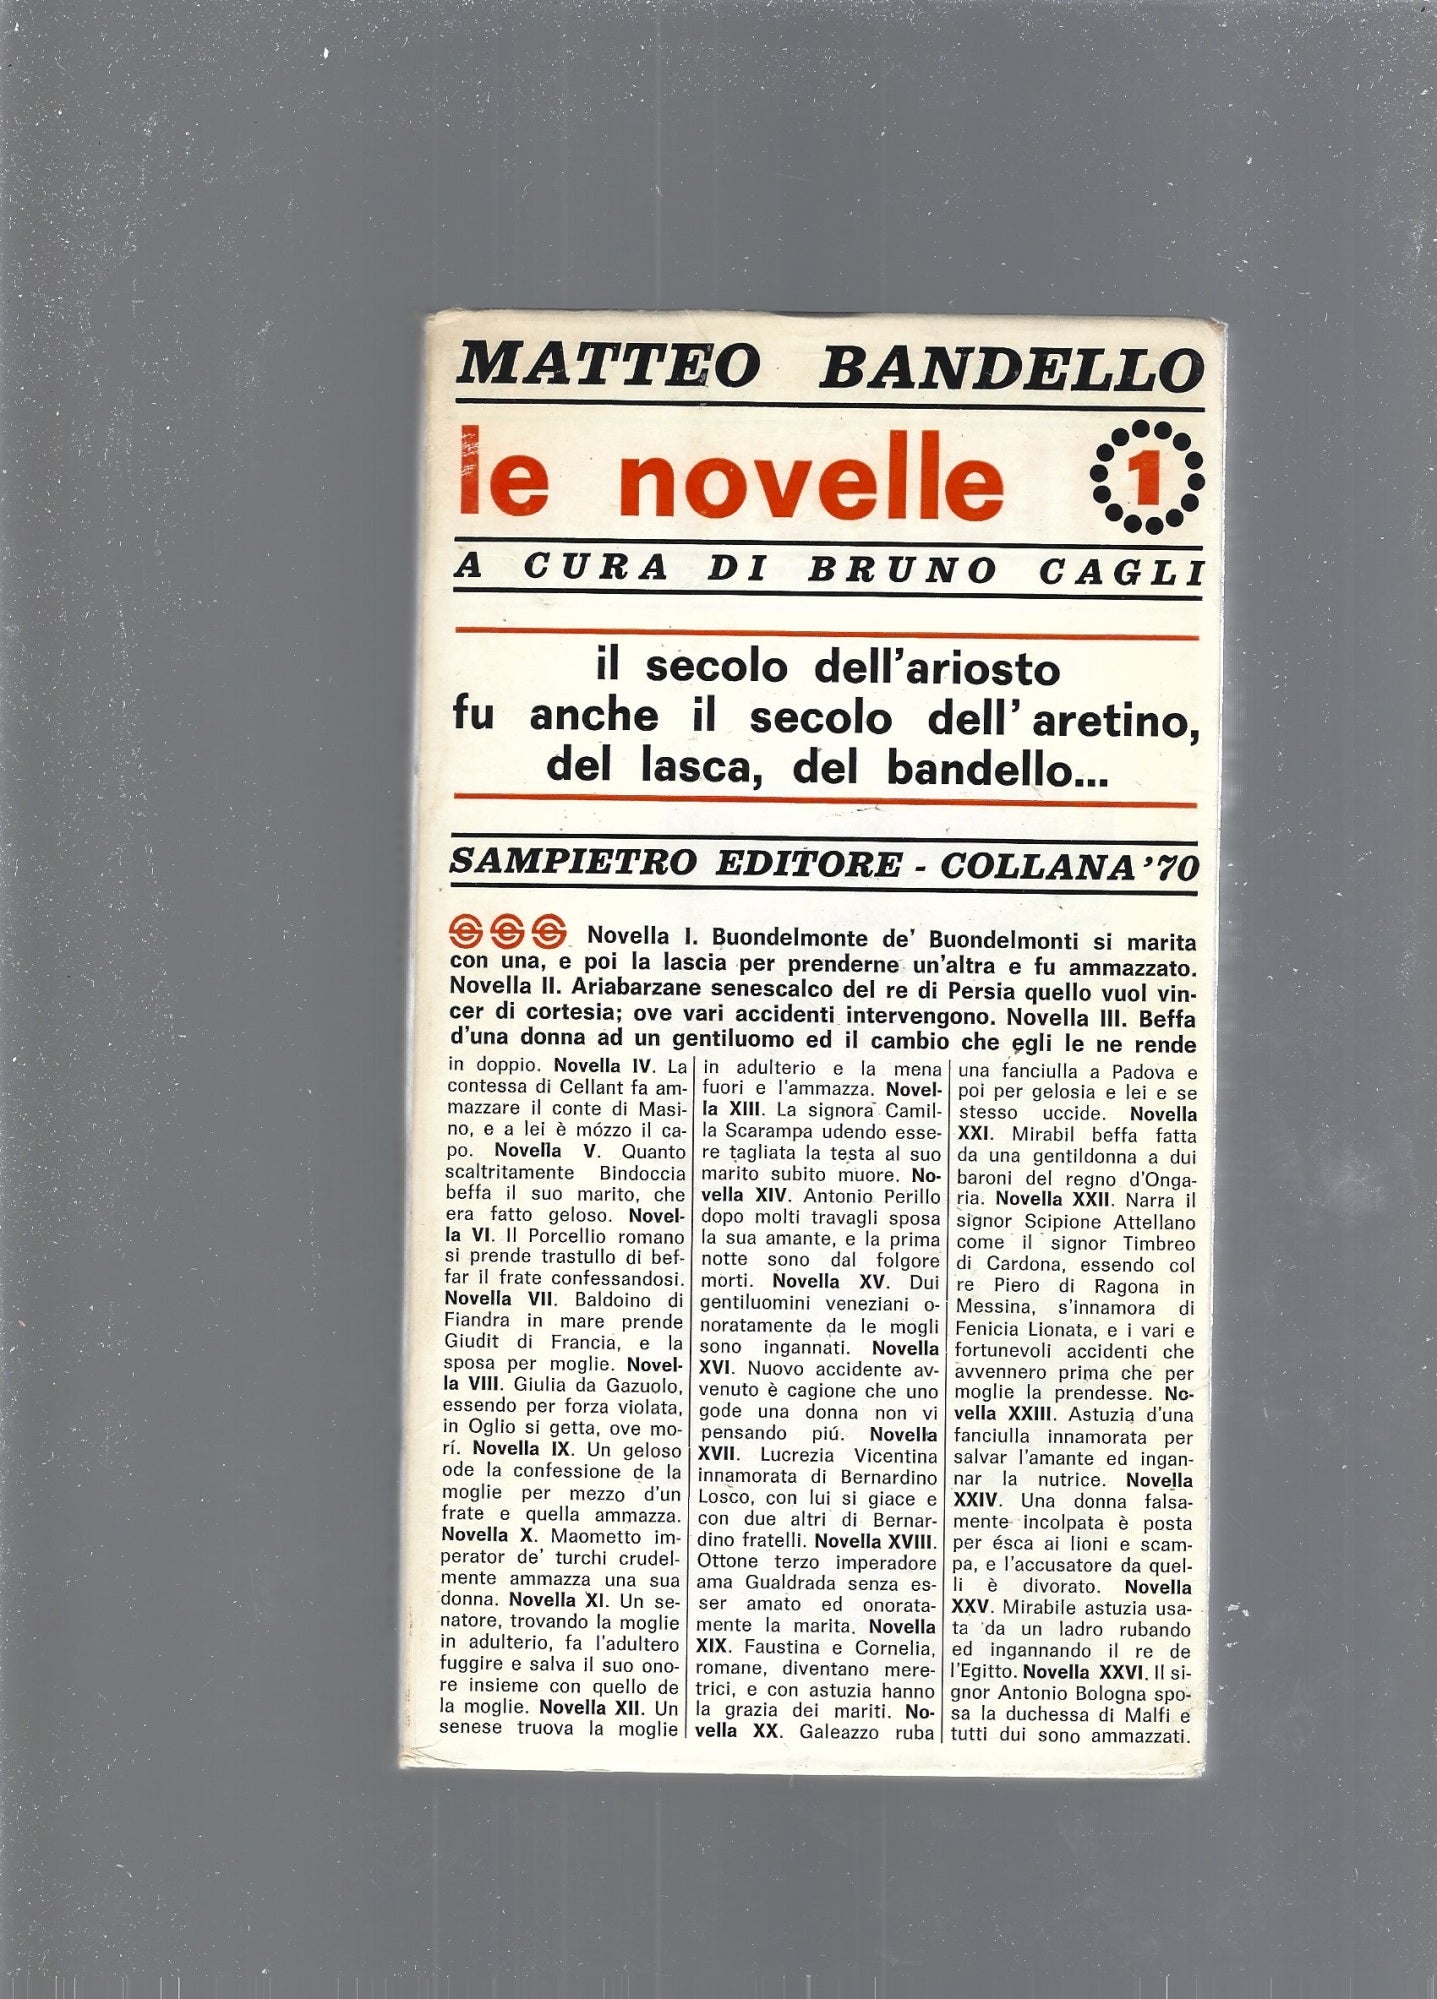 MATTEO BANDELLO
le novelle 1
A CURA DI BRUNO CAGLI
il secolo dell'ariosto
fu anche il secolo dell' aretino,
del lasca, del bandello...
SAMPIETRO EDITORE - COLLANA '70
Novella I. Buondelmonte de' Buondelmonti si marita
con una, e poi la lascia per prenderne un'altra e fu ammazzato.
Novella II. Ariabarzane senescalco del re di Persia quello vuol vin-
cer di cortesia; ove vari accidenti intervengono. Novella III. Beffa
d'una donna ad un gentiluomo ed il cambio che egli le ne rende
in doppio. Novella IV. La
contessa di Cellant fa am-
mazzare il conte di Masi-
no, e a lei è mózzo il ca-
po. Novella V. Quanto
scaltritamente Bindoccia
beffa il suo marito, che
era fatto geloso. Novel-
la VI. Il Porcellio romano
si prende trastullo di bef-
far il frate confessandosi.
Novella VII. Baldoino di
Fiandra in mare prende
Giudit di Francia, e la
sposa per moglie. Novel-
la VIII. Giulia da Gazuolo,
essendo per forza violata,
in Oglio si getta, ove mo-
rí. Novella IX. Un geloso
ode la confessione de la
moglie per mezzo d'un
frate e quella ammazza.
Novella X. Maometto im-
perator de' turchi crudel-
mente ammazza una sua
donna. Novella XI. Un se-
natore, trovando la moglie
in adulterio, fa l'adultero
fuggire e salva il suo ono-
re insieme con quello de
la moglie. Novella XII. Un
senese truova la moglie
in adulterio e la mena
fuori e l'ammazza. Novel-
la XIII. La signora Camil-
la Scarampa udendo esse-
re tagliata la testa al suo
marito subito muore. No-
vella XIV. Antonio Perillo
dopo molti travagli sposa
la sua amante, e la prima
notte sono dal folgore
morti. Novella XV. Dui
gentiluomini veneziani o-
noratamente da le mogli
sono ingannati. Novella
XVI. Nuovo accidente av-
venuto è cagione che uno
gode una donna non vi
pensando piú. Novella
XVII. Lucrezia Vicentina
innamorata di Bernardino
Losco, con lui si giace e
con due altri di Bernar-
dino fratelli. Novella XVIII.
Ottone terzo imperadore
ama Gualdrada senza es-
ser amato ed onorata-
mente la marita. Novella
XIX. Faustina e Cornelia,
romane, diventano mere-
trici, e con astuzia hanno
la grazia dei mariti. No-
vella XX. Galeazzo ruba
una fanciulla a Padova e
poi per gelosia e lei e se
stesso uccide. Novella
XXI. Mirabil beffa fatta
da una gentildonna a dui
baroni del regno d'Onga-
ria. Novella XXII. Narra il
signor Scipione Attellano
come il signor Timbreo
di Cardona, essendo col
re Piero di Ragona in
Messina, s'innamora di
Fenicia Lionata, e i vari e
fortunevoli accidenti che
avvennero prima che per
moglie la prendesse. No-
vella XXIII. Astuzia d'una
fanciulla innamorata per
salvar l'amante ed ingan-
nar la nutrice. Novella
XXIV. Una donna falsa-
mente incolpata è posta
per ésca ai lioni e scam-
pa, e l'accusatore da quel-
li è divorato. Novella
XXV. Mirabile astuzia usa-
ta da un ladro rubando
ed ingannando il re de
l'Egitto. Novella XXVI. Il si-
gnor Antonio Bologna spo-
sa la duchessa di Malfi e
tutti dui sono ammazzati.